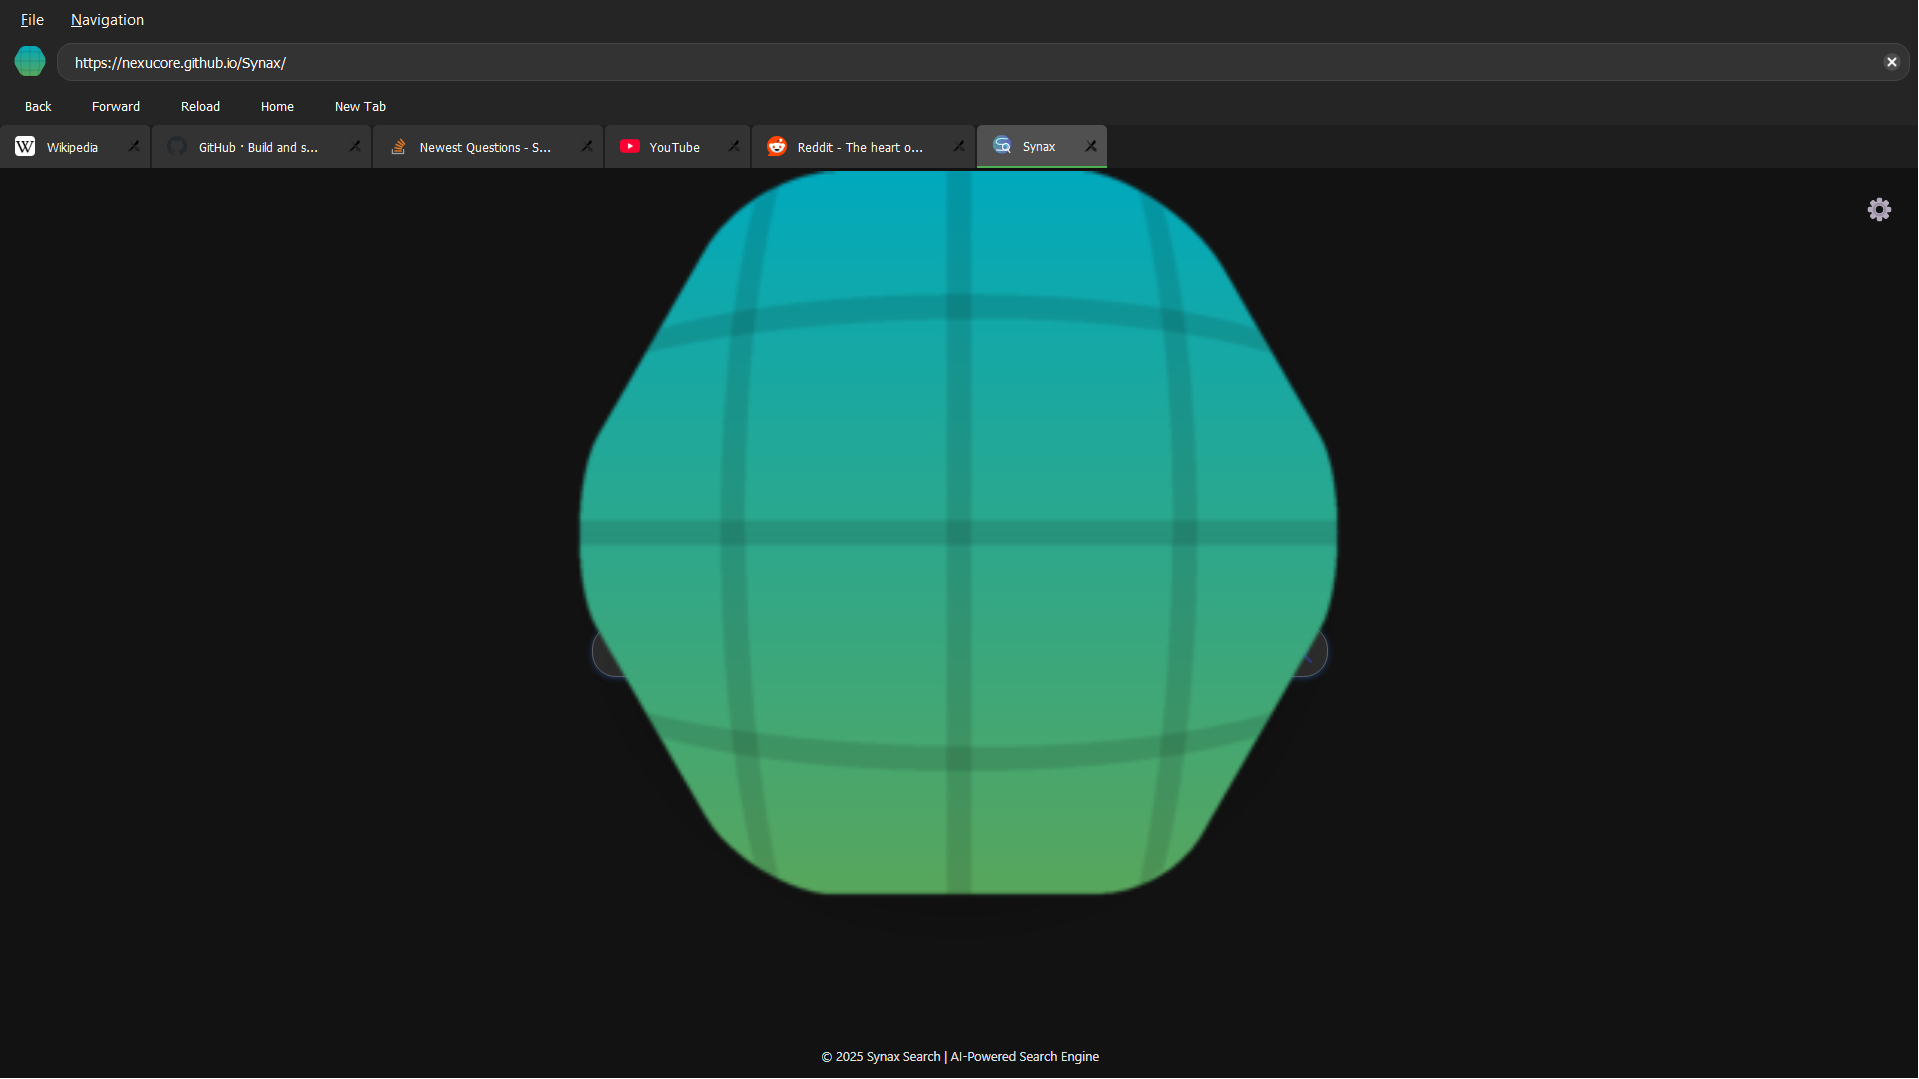 File Navigation
https://nexucore.github.io/Synax/
Back Forward Reload Home New Tab
W Wikipedia GitHub · Build and s... Newest Questions - S... YouTube Reddit - The heart o... Synax
© 2025 Synax Search | AI-Powered Search Engine